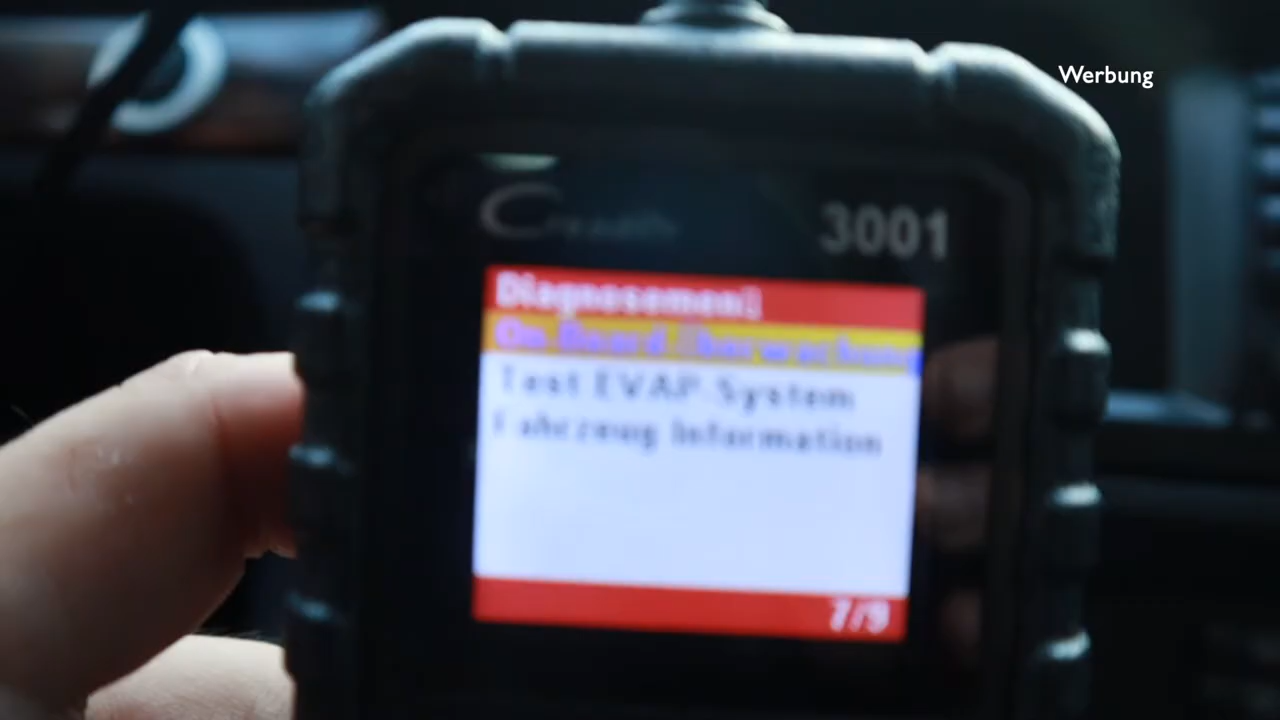 Werbung
3001
Diagnosemenü
On-Board Überwachung
Test EVAP-System
Fahrzeug Information
7/9